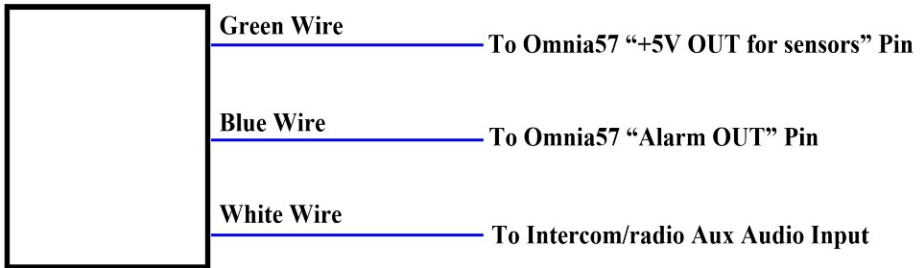 Green Wire
To Omnia57 “+5V OUT for sensors” Pin
Blue Wire
To Omnia57 “Alarm OUT” Pin
White Wire
To Intercom/radio Aux Audio Input